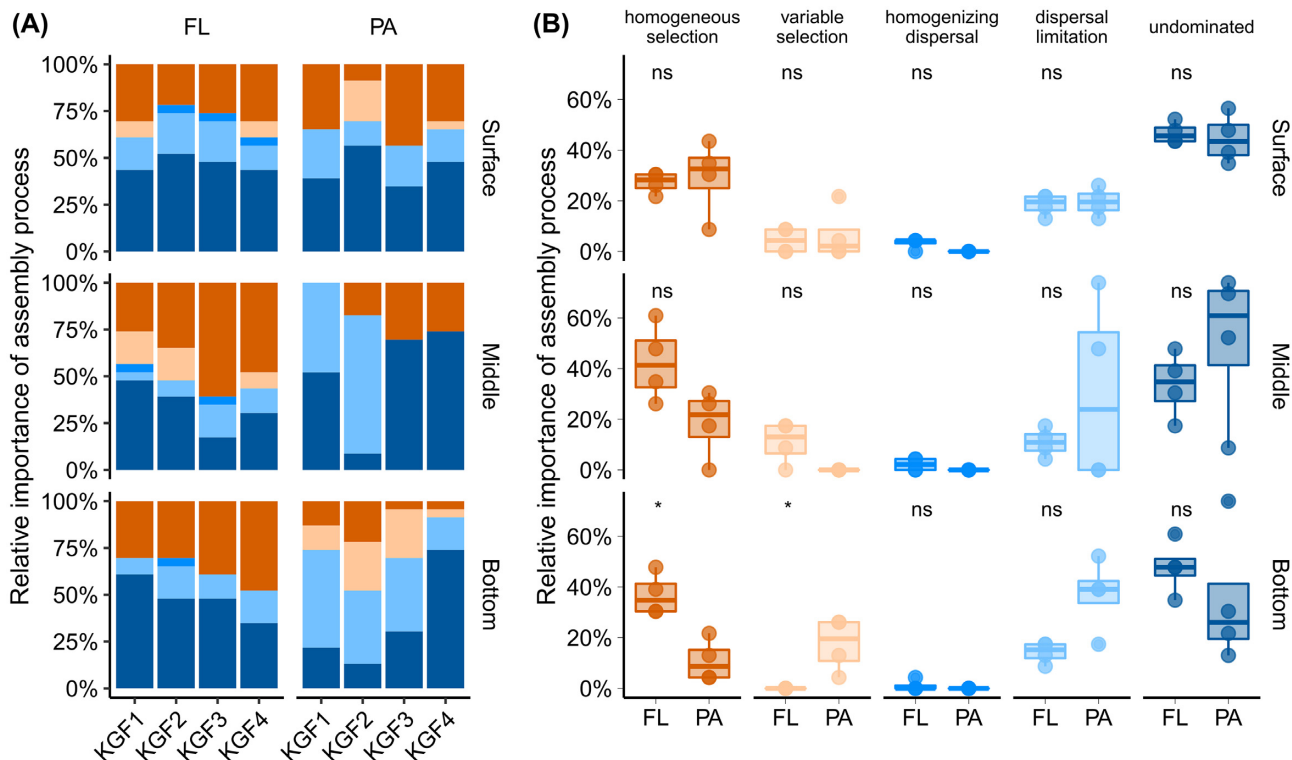 (A)
FL
PA
Relative importance of assembly process
100%
75%
50%
25%
0%
Surface
100%
75%
50%
25%
0%
Middle
100%
75%
50%
25%
0%
Bottom
KGF1
KGF2
KGF3
KGF4
KGF1
KGF2
KGF3
KGF4
(B)
homogeneous
selection
variable
selection
homogenizing
dispersal
dispersal
limitation
undominated
Relative importance of assembly process
ns
ns
ns
ns
ns
60%
40%
20%
0%
Surface
ns
ns
ns
ns
ns
60%
40%
20%
0%
Middle
*
*
ns
ns
ns
60%
40%
20%
0%
Bottom
FL
PA
FL
PA
FL
PA
FL
PA
FL
PA